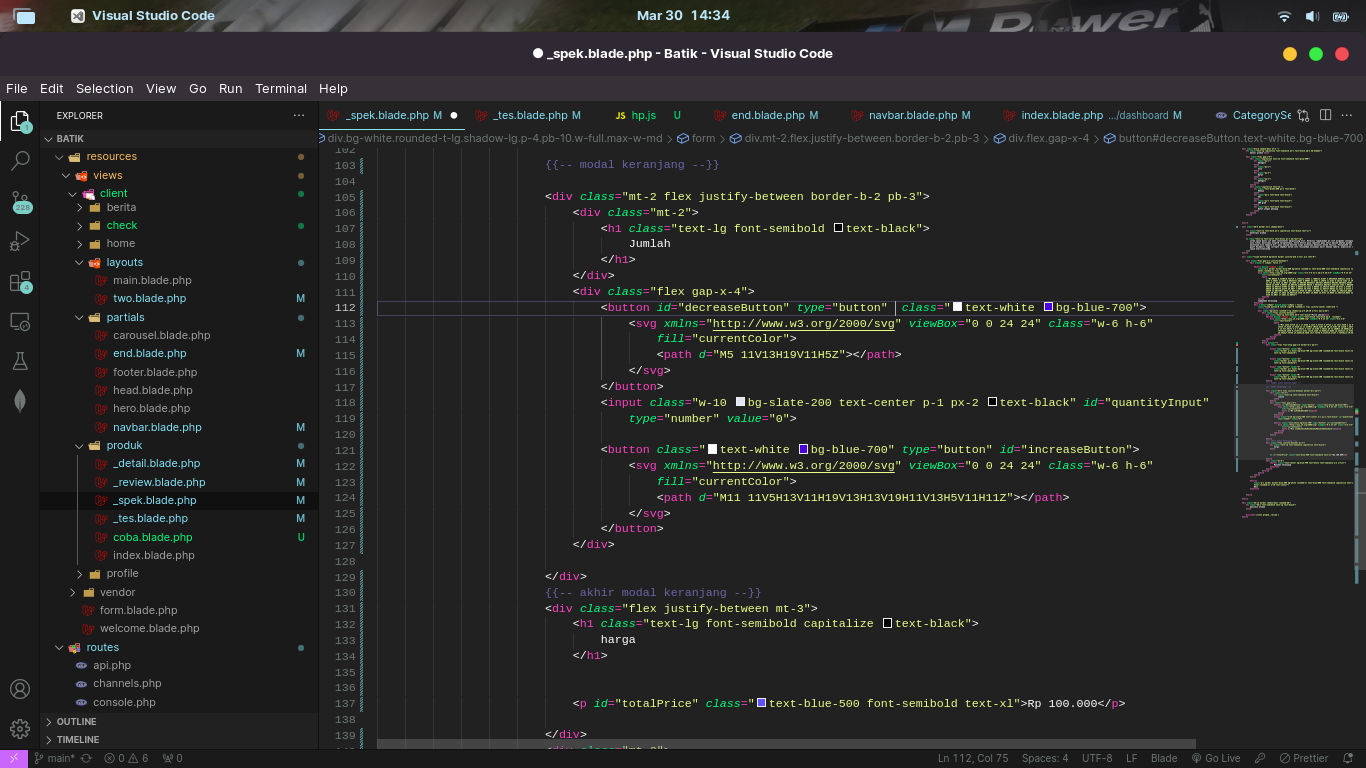 Visual Studio Code
Mar 30 14:34
_spek.blade.php - Batik - Visual Studio Code
File Edit Selection View Go Run Terminal Help
EXPLORER
_spek.blade.php M
_tes.blade.php M
JS hp.js U
end.blade.php M
navbar.blade.php M
index.blade.php .../dashboard M
CategorySe
BATIK
div.bg-white.rounded-t-lg.shadow-lg.p-4.pb-10.w-full.max-w-md > form > div.mt-2.flex.justify-between.border-b-2.pb-3 > div.flex.gap-x-4 > button#decreaseButton.text-white.bg-blue-700
resources
views
client
berita
check
home
layouts
main.blade.php
two.blade.php M
partials
carousel.blade.php
end.blade.php M
footer.blade.php
head.blade.php
hero.blade.php
navbar.blade.php M
produk
_detail.blade.php M
_review.blade.php M
_spek.blade.php M
_tes.blade.php M
coba.blade.php U
index.blade.php
profile
vendor
form.blade.php
welcome.blade.php
routes
api.php
channels.php
console.php
OUTLINE
TIMELINE
1
228
4
102
103 {{-- modal keranjang --}}
104
105 <div class="mt-2 flex justify-between border-b-2 pb-3">
106 <div class="mt-2">
107 <h1 class="text-lg font-semibold text-black">
108 Jumlah
109 </h1>
110 </div>
111 <div class="flex gap-x-4">
112 <button id="decreaseButton" type="button" class="text-white bg-blue-700">
113 <svg xmlns="http://www.w3.org/2000/svg" viewBox="0 0 24 24" class="w-6 h-6"
114 fill="currentColor">
115 <path d="M5 11V13H19V11H5Z"></path>
116 </svg>
117 </button>
118 <input class="w-10 bg-slate-200 text-center p-1 px-2 text-black" id="quantityInput"
119 type="number" value="0">
120
121 <button class="text-white bg-blue-700" type="button" id="increaseButton">
122 <svg xmlns="http://www.w3.org/2000/svg" viewBox="0 0 24 24" class="w-6 h-6"
123 fill="currentColor">
124 <path d="M11 11V5H13V11H19V13H13V19H11V13H5V11H11Z"></path>
125 </svg>
126 </button>
127 </div>
128
129 </div>
130 {{-- akhir modal keranjang --}}
131 <div class="flex justify-between mt-3">
132 <h1 class="text-lg font-semibold capitalize text-black">
133 harga
134 </h1>
135
136
137 <p id="totalPrice" class="text-blue-500 font-semibold text-xl">Rp 100.000</p>
138
139 </div>
main* 0 6 0
Ln 112, Col 75 Spaces: 4 UTF-8 LF Blade Go Live Prettier